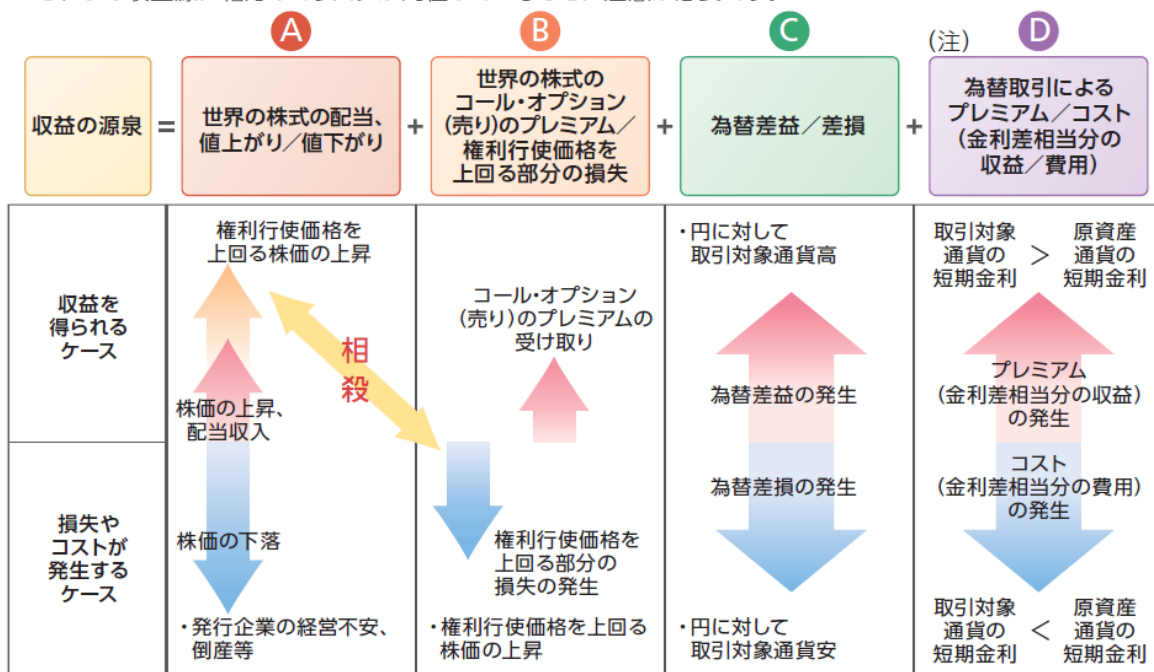 A
B
C
(注)
D
収益の源泉
=
世界の株式の配当、
値上がり/値下がり
+
世界の株式の
コール・オプション
(売り)のプレミアム/
権利行使価格を
上回る部分の損失
+
為替差益/差損
+
為替取引による
プレミアム/コスト
(金利差相当分の
収益/費用)
収益を
得られる
ケース
権利行使価格を
上回る株価の上昇
株価の上昇、
配当収入
相
殺
コール・オプション
(売り)のプレミアムの
受け取り
・円に対して
取引対象通貨高
為替差益の発生
取引対象
通貨の
短期金利
>
原資産
通貨の
短期金利
プレミアム
(金利差相当分の収益)
の発生
損失や
コストが
発生する
ケース
株価の下落
・発行企業の経営不安、
倒産等
権利行使価格を
上回る部分の
損失の発生
・権利行使価格を上回る
株価の上昇
為替差損の発生
・円に対して
取引対象通貨安
コスト
(金利差相当分の費用)
の発生
取引対象
通貨の
短期金利
<
原資産
通貨の
短期金利